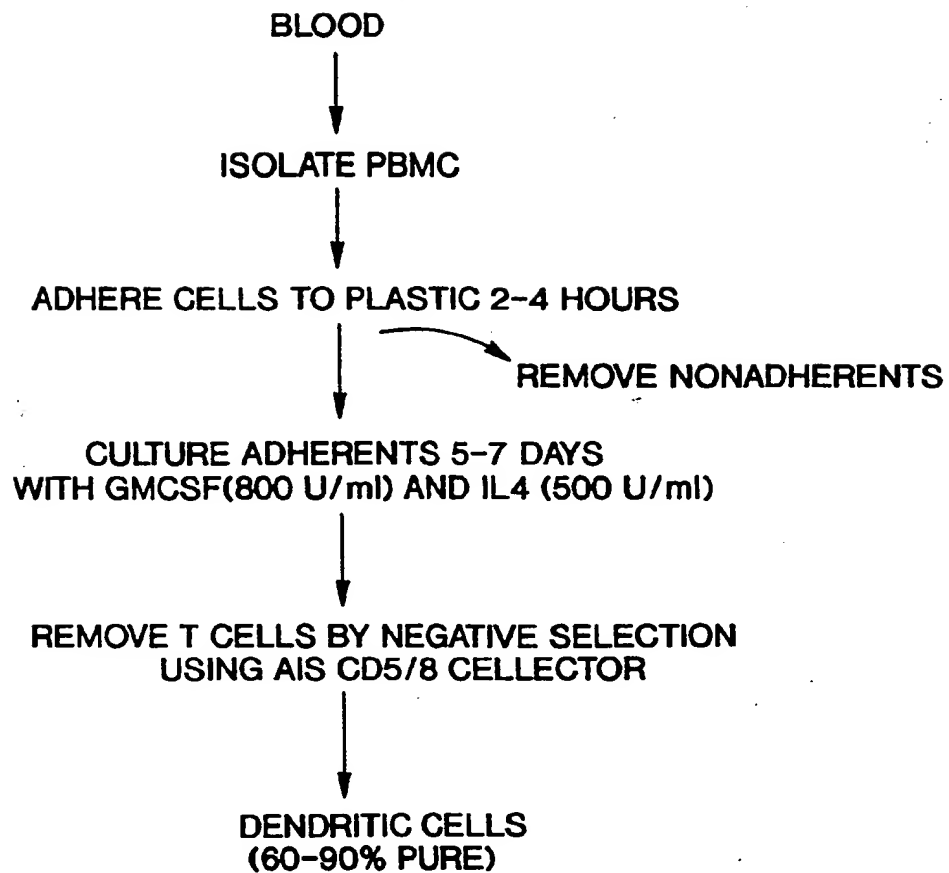 BLOOD
ISOLATE PBMC
ADHERE CELLS TO PLASTIC 2-4 HOURS
REMOVE NONADHERENTS
CULTURE ADHERENTS 5-7 DAYS
WITH GMCSF(800 U/ml) AND IL4 (500 U/ml)
REMOVE T CELLS BY NEGATIVE SELECTION
USING AIS CD5/8 CELLECTOR
DENDRITIC CELLS
(60-90% PURE)